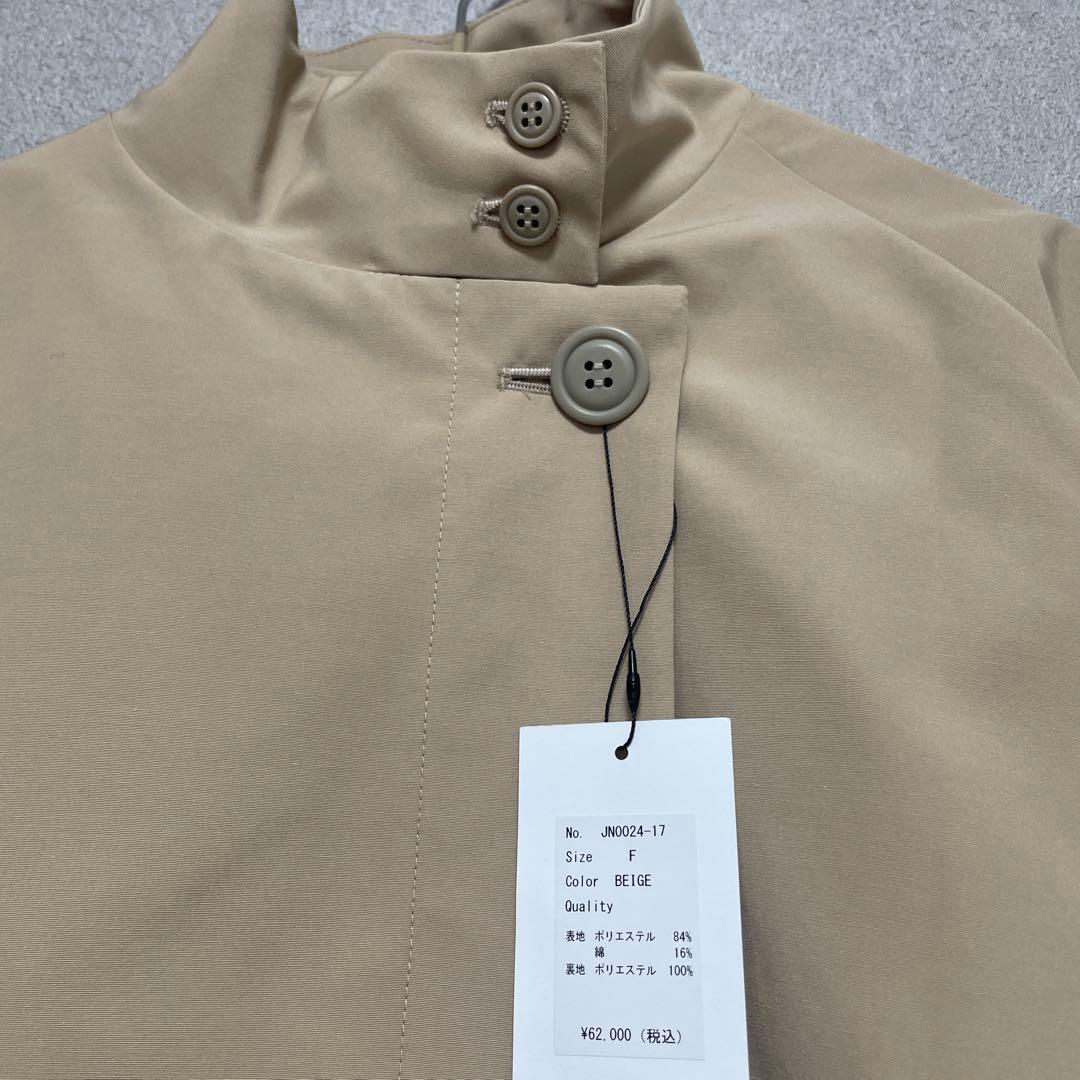 No. JN0024-17
Size F
Color BEIGE
Quality
表地 ポリエステル 84%
綿 16%
裏地 ポリエステル 100%
¥62,000 (税込)